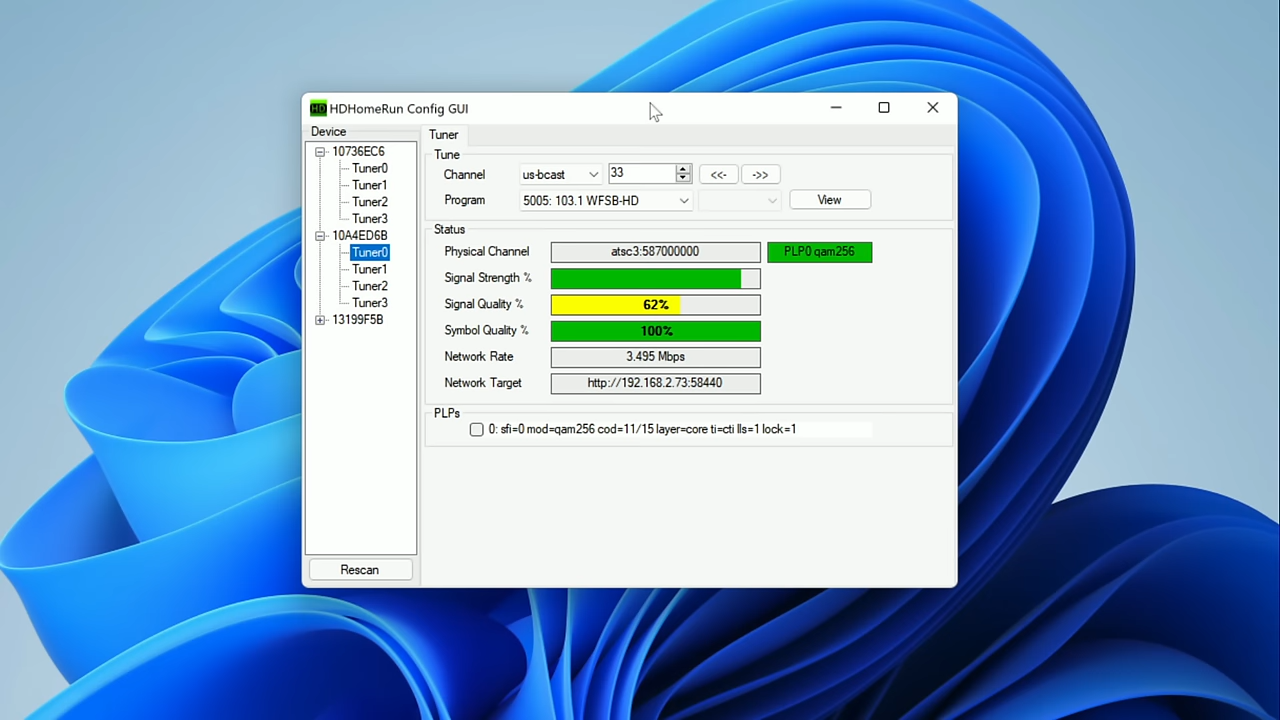 HD HDHomeRun Config GUI
Device
10736EC6
Tuner0
Tuner1
Tuner2
Tuner3
10A4ED6B
Tuner0
Tuner1
Tuner2
Tuner3
13199F5B
Rescan
Tuner
Tune
Channel us-bcast 33 <<- ->>
Program 5005: 103.1 WFSB-HD View
Status
Physical Channel atsc3:587000000 PLP0 qam256
Signal Strength %
Signal Quality % 62%
Symbol Quality % 100%
Network Rate 3.495 Mbps
Network Target http://192.168.2.73:58440
PLPs
0: sfi=0 mod=qam256 cod=11/15 layer=core ti=cti lls=1 lock=1